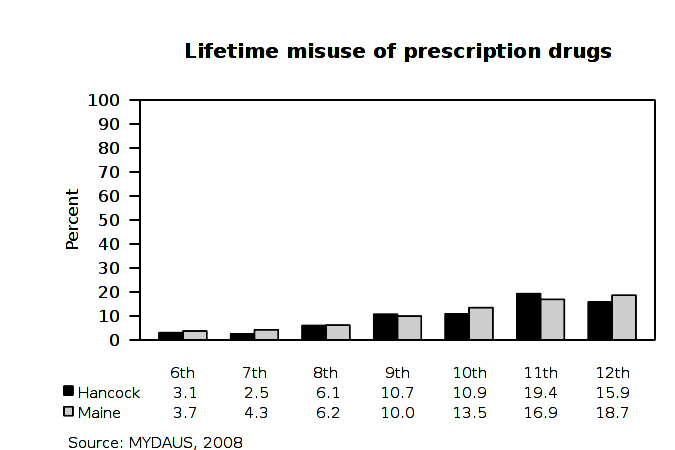 Lifetime misuse of prescription drugs
Percent
100
90
80
70
60
50
40
30
20
10
0
6th 7th 8th 9th 10th 11th 12th
Hancock 3.1 2.5 6.1 10.7 10.9 19.4 15.9
Maine 3.7 4.3 6.2 10.0 13.5 16.9 18.7
Source: MYDAUS, 2008